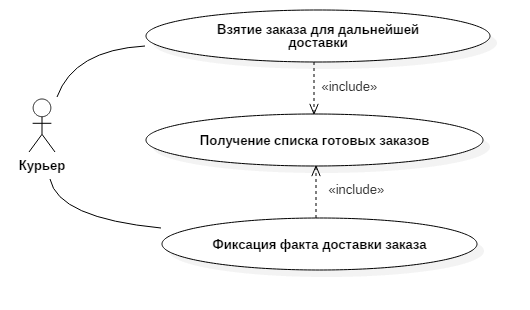 Взятие заказа для дальнейшей
доставки
«include»
Получение списка готовых заказов
Курьер
«include»
Фиксация факта доставки заказа